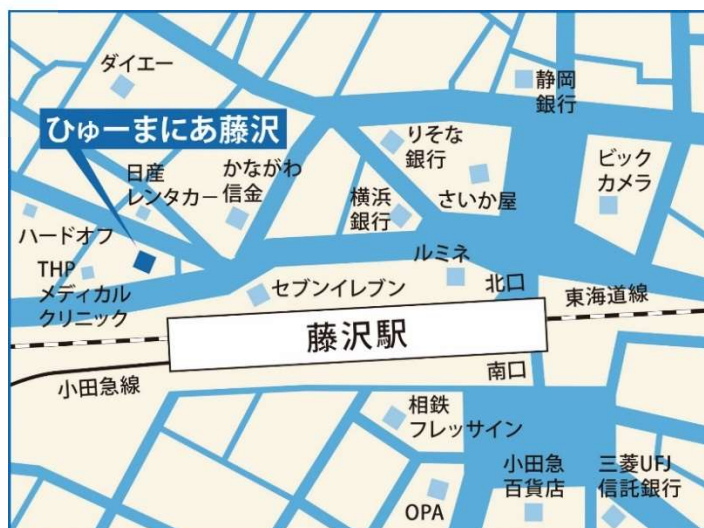 ダイエー
静岡
銀行
ひゅーまにあ藤沢
りそな
銀行
ビック
カメラ
日産
レンタカー
かながわ
信金
横浜
銀行
さいか屋
ハードオフ
THP
メディカル
クリニック
セブンイレブン
ルミネ
北口
東海道線
藤沢駅
小田急線
南口
相鉄
フレッサイン
小田急
百貨店
三菱UFJ
信託銀行
OPA